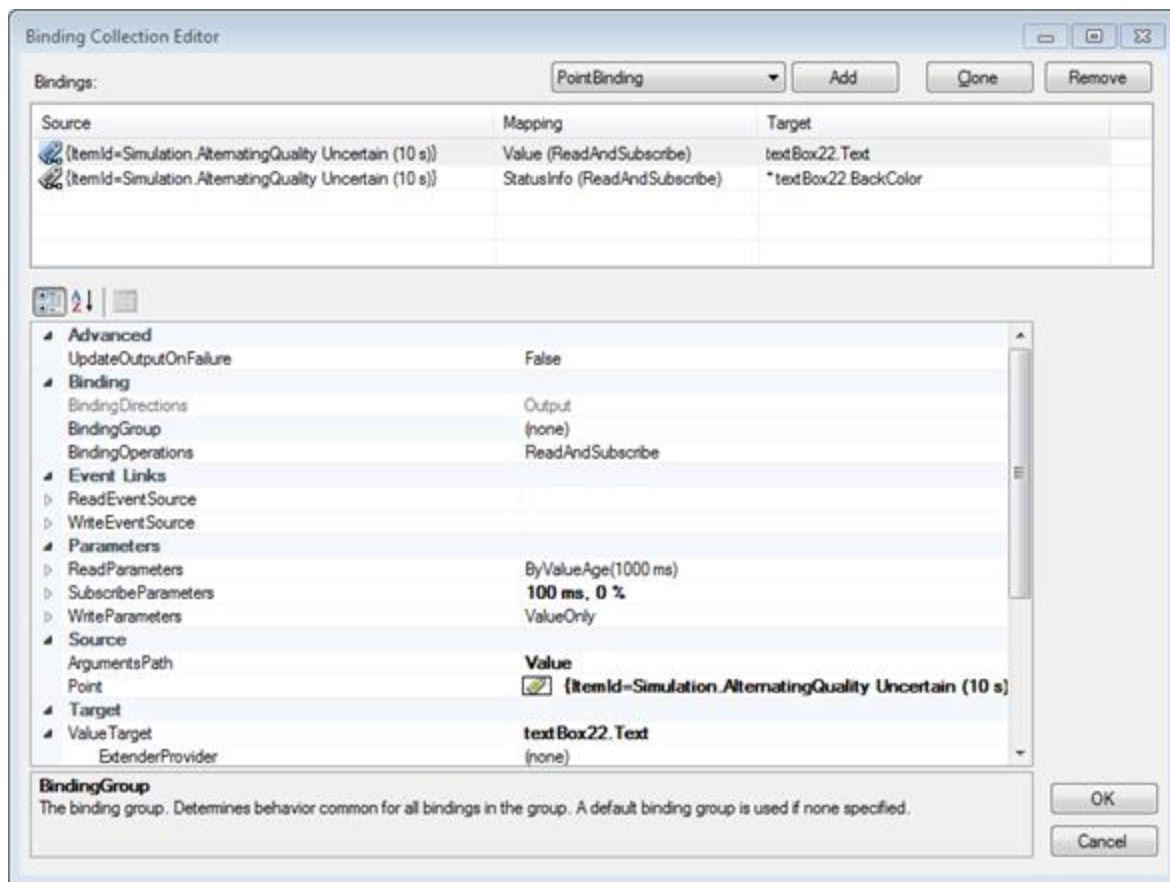 Binding Collection Editor
Bindings: PointBinding Add Clone Remove
Source Mapping Target
{ItemId=Simulation.AlternatingQuality Uncertain (10 s)} Value (ReadAndSubscribe) textBox22.Text
{ItemId=Simulation.AlternatingQuality Uncertain (10 s)} StatusInfo (ReadAndSubscribe) *textBox22.BackColor
Advanced
UpdateOutputOnFailure False
Binding
BindingDirections Output
BindingGroup (none)
BindingOperations ReadAndSubscribe
Event Links
ReadEventSource
WriteEventSource
Parameters
ReadParameters ByValueAge(1000 ms)
SubscribeParameters 100 ms, 0 %
WriteParameters ValueOnly
Source
ArgumentsPath Value
Point {ItemId=Simulation.AlternatingQuality Uncertain (10 s)
Target
ValueTarget textBox22.Text
ExtenderProvider (none)
BindingGroup
The binding group. Determines behavior common for all bindings in the group. A default binding group is used if none specified.
OK
Cancel